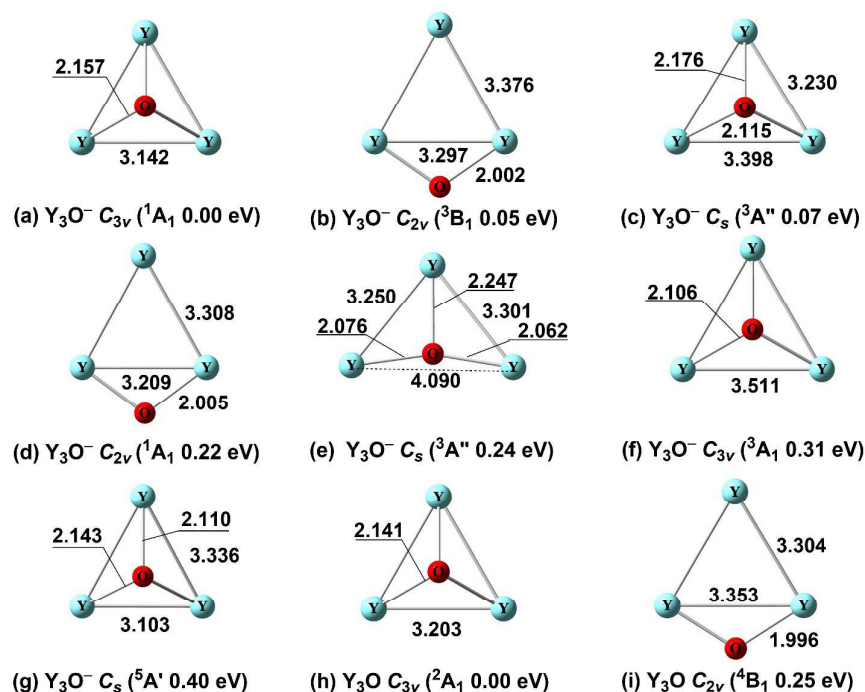 Y Y Y
2.157 3.376 2.176 3.230
O O
Y Y Y Y Y 2.115 Y
3.142 3.297 3.398
O 2.002
(a) Y₃O⁻ C₃ᵥ (¹A₁ 0.00 eV) (b) Y₃O⁻ C₂ᵥ (³B₁ 0.05 eV) (c) Y₃O⁻ Cₛ (³A" 0.07 eV)
Y Y Y
3.308 3.250 2.247 3.301 2.106
2.076 2.062 O
Y Y Y O Y Y Y
3.209 4.090 3.511
O 2.005
(d) Y₃O⁻ C₂ᵥ (¹A₁ 0.22 eV) (e) Y₃O⁻ Cₛ (³A" 0.24 eV) (f) Y₃O⁻ C₃ᵥ (³A₁ 0.31 eV)
Y Y Y
2.143 2.110 3.336 2.141 3.304
O O
Y Y Y Y Y 3.353 Y
3.103 3.203
O 1.996
(g) Y₃O⁻ Cₛ (⁵A' 0.40 eV) (h) Y₃O C₃ᵥ (²A₁ 0.00 eV) (i) Y₃O C₂ᵥ (⁴B₁ 0.25 eV)